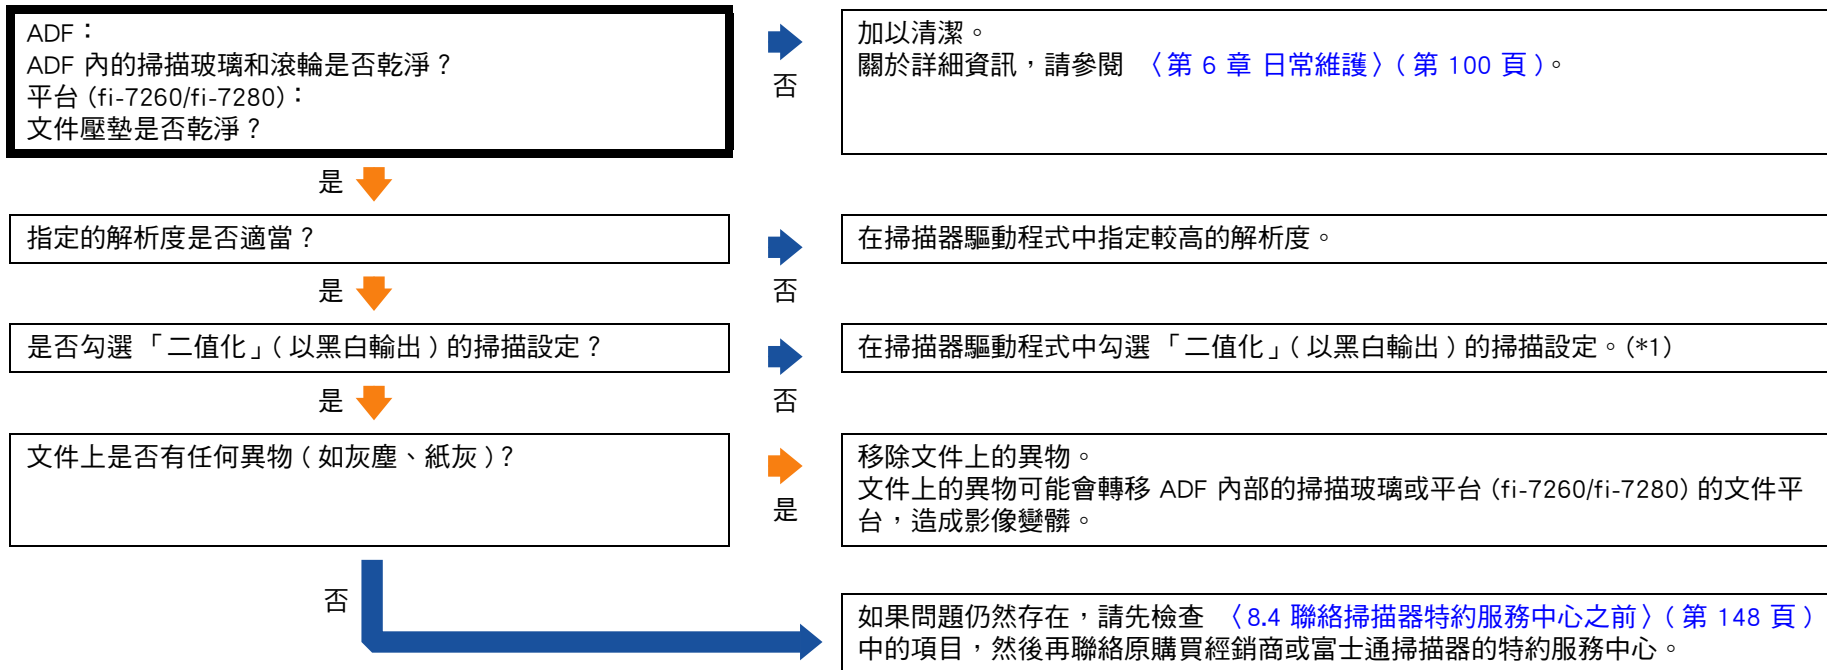 ADF：
ADF 內的掃描玻璃和滾輪是否乾淨？
平台 (fi-7260/fi-7280)：
文件壓墊是否乾淨？
否
加以清潔。
關於詳細資訊，請參閱 〈第 6 章 日常維護〉( 第 100 頁 )。
是
指定的解析度是否適當？
否
在掃描器驅動程式中指定較高的解析度。
是
是否勾選 「二值化」( 以黑白輸出 ) 的掃描設定？
否
在掃描器驅動程式中勾選 「二值化」( 以黑白輸出 ) 的掃描設定。(*1)
是
文件上是否有任何異物 ( 如灰塵、紙灰 )？
是
移除文件上的異物。
文件上的異物可能會轉移 ADF 內部的掃描玻璃或平台 (fi-7260/fi-7280) 的文件平
台，造成影像變髒。
否
如果問題仍然存在，請先檢查 〈8.4 聯絡掃描器特約服務中心之前〉( 第 148 頁 )
中的項目，然後再聯絡原購買經銷商或富士通掃描器的特約服務中心。